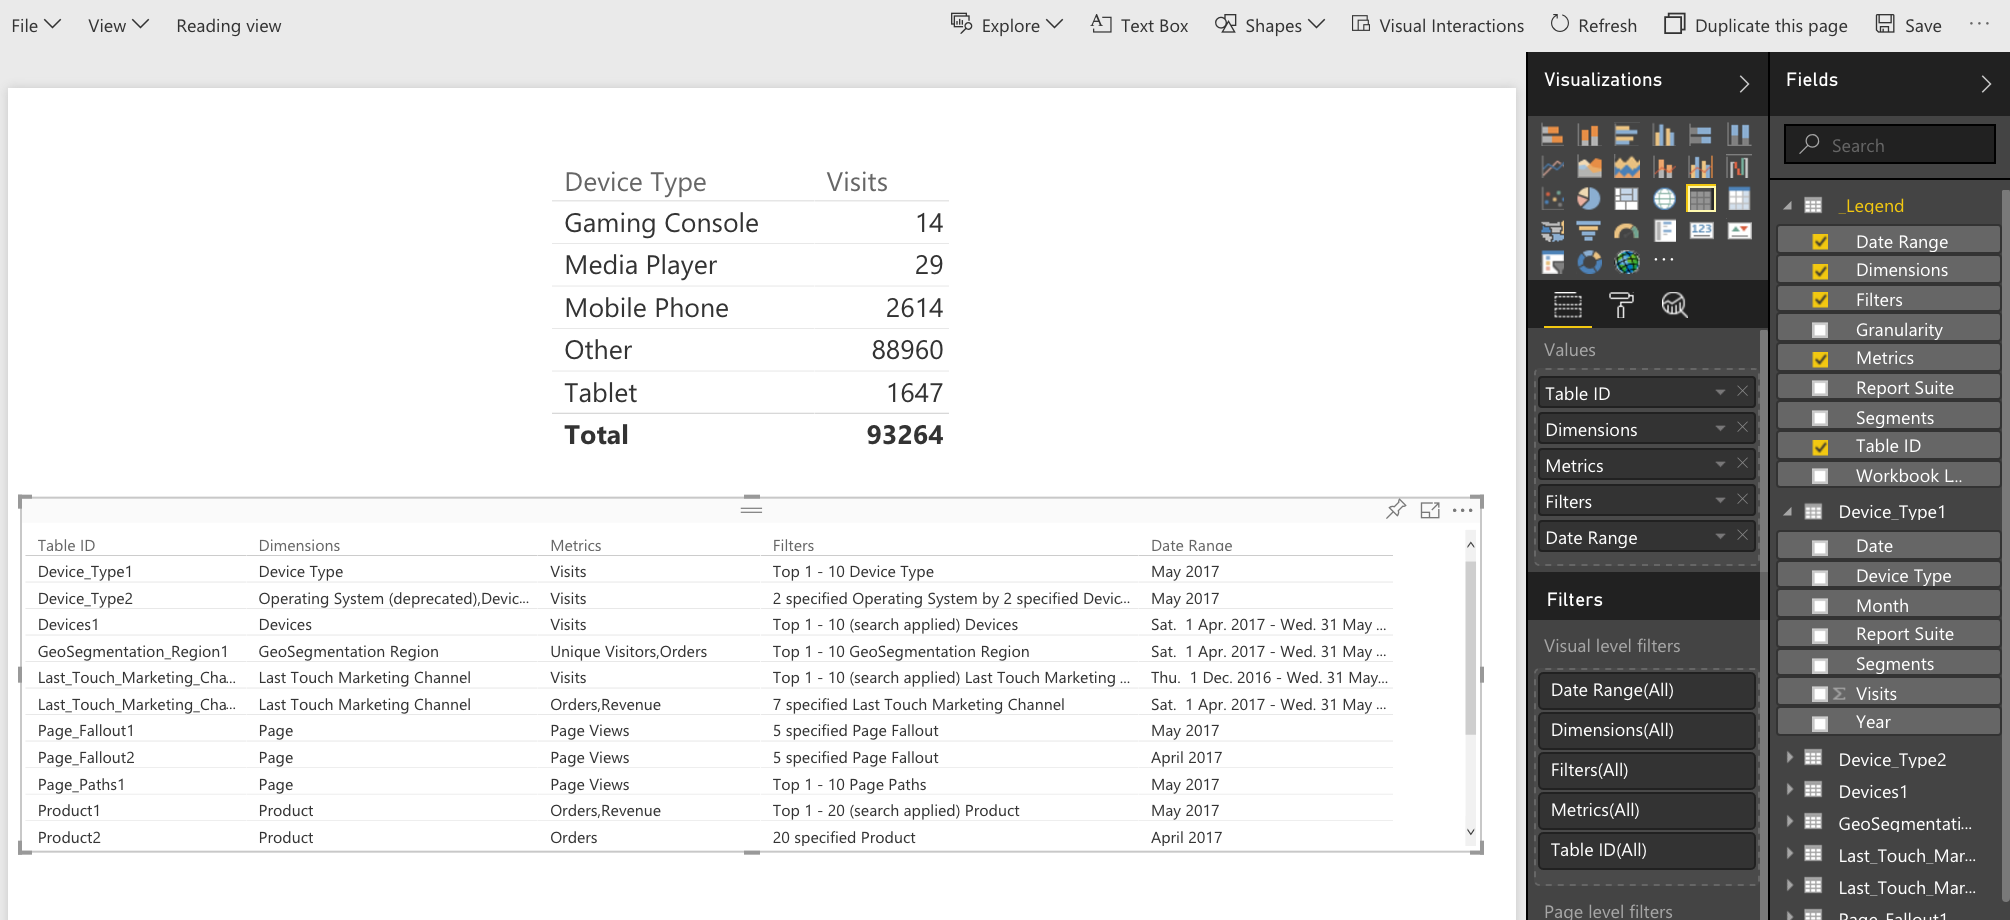 File View Reading view Explore Text Box Shapes Visual Interactions Refresh Duplicate this page Save ...
Device Type Visits
Gaming Console 14
Media Player 29
Mobile Phone 2614
Other 88960
Tablet 1647
Total 93264
Table ID Dimensions Metrics Filters Date Range
Device_Type1 Device Type Visits Top 1 - 10 Device Type May 2017
Device_Type2 Operating System (deprecated),Devic... Visits 2 specified Operating System by 2 specified Devic... May 2017
Devices1 Devices Visits Top 1 - 10 (search applied) Devices Sat. 1 Apr. 2017 - Wed. 31 May ...
GeoSegmentation_Region1 GeoSegmentation Region Unique Visitors,Orders Top 1 - 10 GeoSegmentation Region Sat. 1 Apr. 2017 - Wed. 31 May ...
Last_Touch_Marketing_Cha... Last Touch Marketing Channel Visits Top 1 - 10 (search applied) Last Touch Marketing ... Thu. 1 Dec. 2016 - Wed. 31 May...
Last_Touch_Marketing_Cha... Last Touch Marketing Channel Orders,Revenue 7 specified Last Touch Marketing Channel Sat. 1 Apr. 2017 - Wed. 31 May ...
Page_Fallout1 Page Page Views 5 specified Page Fallout May 2017
Page_Fallout2 Page Page Views 5 specified Page Fallout April 2017
Page_Paths1 Page Page Views Top 1 - 10 Page Paths May 2017
Product1 Product Orders,Revenue Top 1 - 20 (search applied) Product May 2017
Product2 Product Orders 20 specified Product April 2017
Visualizations
123
Values
Table ID
Dimensions
Metrics
Filters
Date Range
Filters
Visual level filters
Date Range(All)
Dimensions(All)
Filters(All)
Metrics(All)
Table ID(All)
Page level filters
Fields
Search
_Legend
Date Range
Dimensions
Filters
Granularity
Metrics
Report Suite
Segments
Table ID
Workbook L...
Device_Type1
Date
Device Type
Month
Report Suite
Segments
Σ Visits
Year
Device_Type2
Devices1
GeoSegmentati...
Last_Touch_Mar...
Last_Touch_Mar...
Page_Fallout1